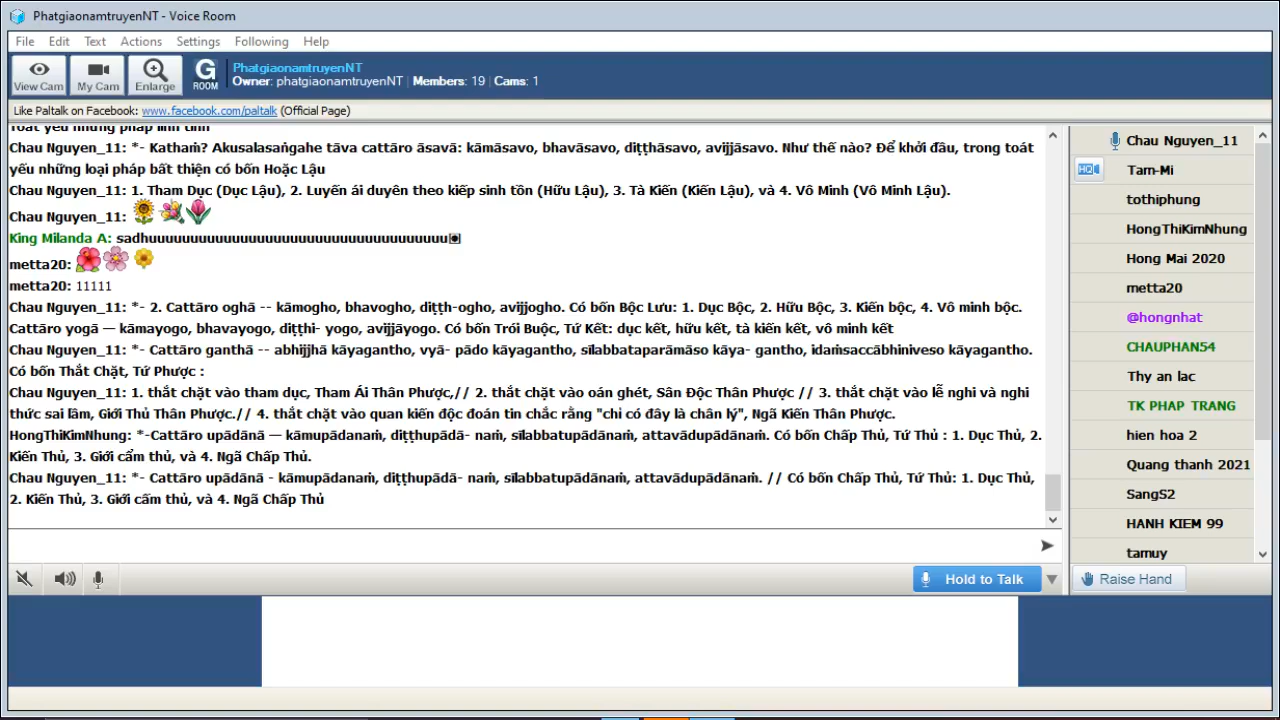 PhatgiaonamtruyenNT - Voice Room
File Edit Text Actions Settings Following Help
View Cam My Cam Enlarge G ROOM
PhatgiaonamtruyenNT
Owner: phatgiaonamtruyenNT Members: 19 Cams: 1
Like Paltalk on Facebook: www.facebook.com/paltalk (Official Page)
Toát yếu những pháp linh tinh
Chau Nguyen_11: *- Kathaṁ? Akusalasaṅgahe tāva cattāro āsavā: kāmāsavo, bhavāsavo, diṭṭhāsavo, avijjāsavo. Như thế nào? Để khởi đầu, trong toát
yếu những loại pháp bất thiện có bốn Hoặc Lậu
Chau Nguyen_11: 1. Tham Dục (Dục Lậu), 2. Luyến ái duyên theo kiếp sinh tồn (Hữu Lậu), 3. Tà Kiến (Kiến Lậu), và 4. Vô Minh (Vô Minh Lậu).
Chau Nguyen_11:
King Milanda A: sadhuuuuuuuuuuuuuuuuuuuuuuuuuuuuuuuuuuuu
metta20:
metta20: 11111
Chau Nguyen_11: *- 2. Cattāro oghā -- kāmogho, bhavogho, diṭṭh-ogho, avijjogho. Có bốn Bộc Lưu: 1. Dục Bộc, 2. Hữu Bộc, 3. Kiến bộc, 4. Vô minh bộc.
Cattāro yogā — kāmayogo, bhavayogo, diṭṭhi- yogo, avijjāyogo. Có bốn Trói Buộc, Tứ Kết: dục kết, hữu kết, tà kiến kết, vô minh kết
Chau Nguyen_11: *- Cattāro ganthā -- abhijjhā kāyagantho, vyā- pādo kāyagantho, sīlabbataparāmāso kāya- gantho, idaṁsaccābhiniveso kāyagantho.
Có bốn Thắt Chặt, Tứ Phược :
Chau Nguyen_11: 1. thắt chặt vào tham dục, Tham Ái Thân Phược,// 2. thắt chặt vào oán ghét, Sân Độc Thân Phược // 3. thắt chặt vào lễ nghi và nghi
thức sai lầm, Giới Thủ Thân Phược.// 4. thắt chặt vào quan kiến độc đoán tin chắc rằng "chỉ có đây là chân lý", Ngã Kiến Thân Phược.
HongThiKimNhung: *-Cattāro upādānā — kāmupādanaṁ, diṭṭhupādā- naṁ, sīlabbatupādānaṁ, attavādupādānaṁ. Có bốn Chấp Thủ, Tứ Thủ : 1. Dục Thủ, 2.
Kiến Thủ, 3. Giới cấm thủ, và 4. Ngã Chấp Thủ.
Chau Nguyen_11: *- Cattāro upādānā - kāmupādanaṁ, diṭṭhupādā- naṁ, sīlabbatupādānaṁ, attavādupādānaṁ. // Có bốn Chấp Thủ, Tứ Thủ: 1. Dục Thủ,
2. Kiến Thủ, 3. Giới cấm thủ, và 4. Ngã Chấp Thủ
Hold to Talk
Chau Nguyen_11
HQ Tam-Mi
tothiphung
HongThiKimNhung
Hong Mai 2020
metta20
@hongnhat
CHAUPHAN54
Thy an lac
TK PHAP TRANG
hien hoa 2
Quang thanh 2021
SangS2
HANH KIEM 99
tamuy
Raise Hand